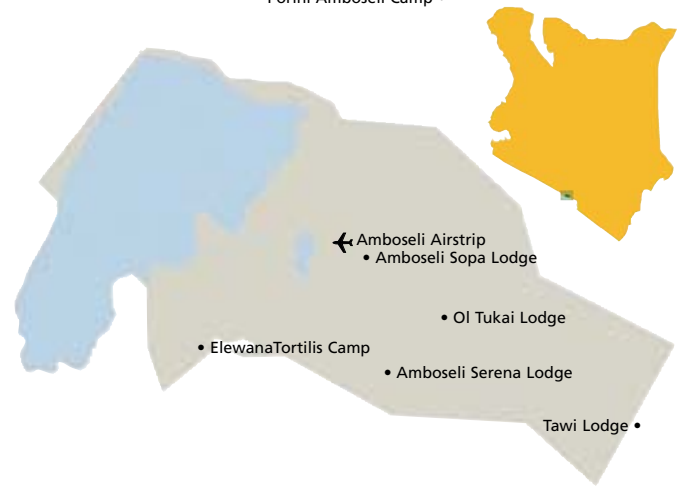 Porini Amboseli Camp •
Amboseli Airstrip
• Amboseli Sopa Lodge
• Ol Tukai Lodge
• ElewanaTortilis Camp
• Amboseli Serena Lodge
Tawi Lodge •